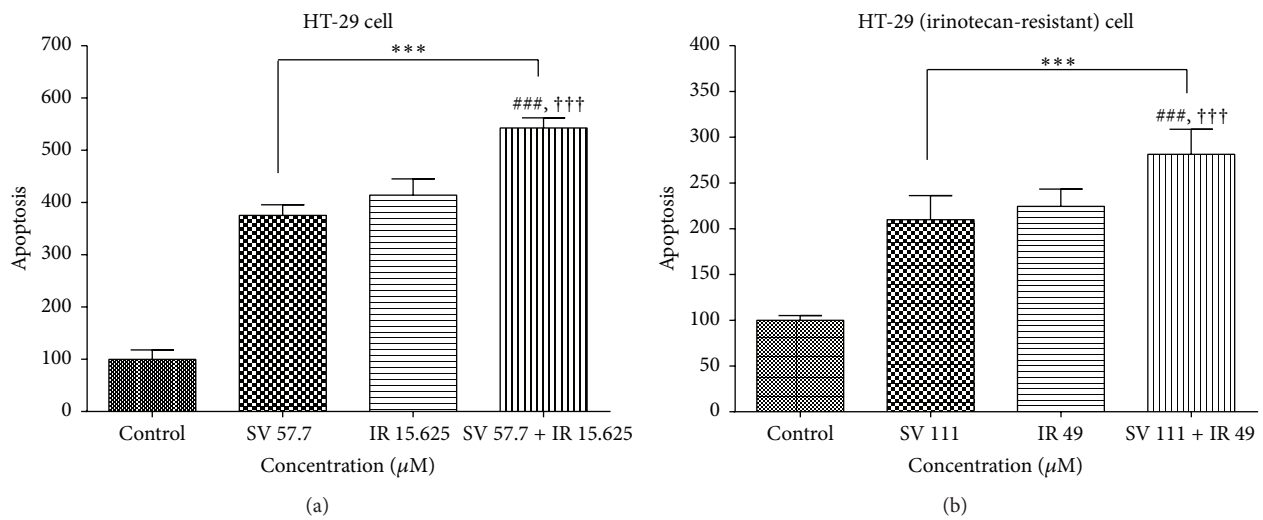 HT-29 cell
700
600
500
400
300
200
100
0
Apoptosis
***
###, †††
Control
SV 57.7
IR 15.625
SV 57.7 + IR 15.625
Concentration (μM)
(a)
HT-29 (irinotecan-resistant) cell
400
350
300
250
200
150
100
50
0
Apoptosis
***
###, †††
Control
SV 111
IR 49
SV 111 + IR 49
Concentration (μM)
(b)